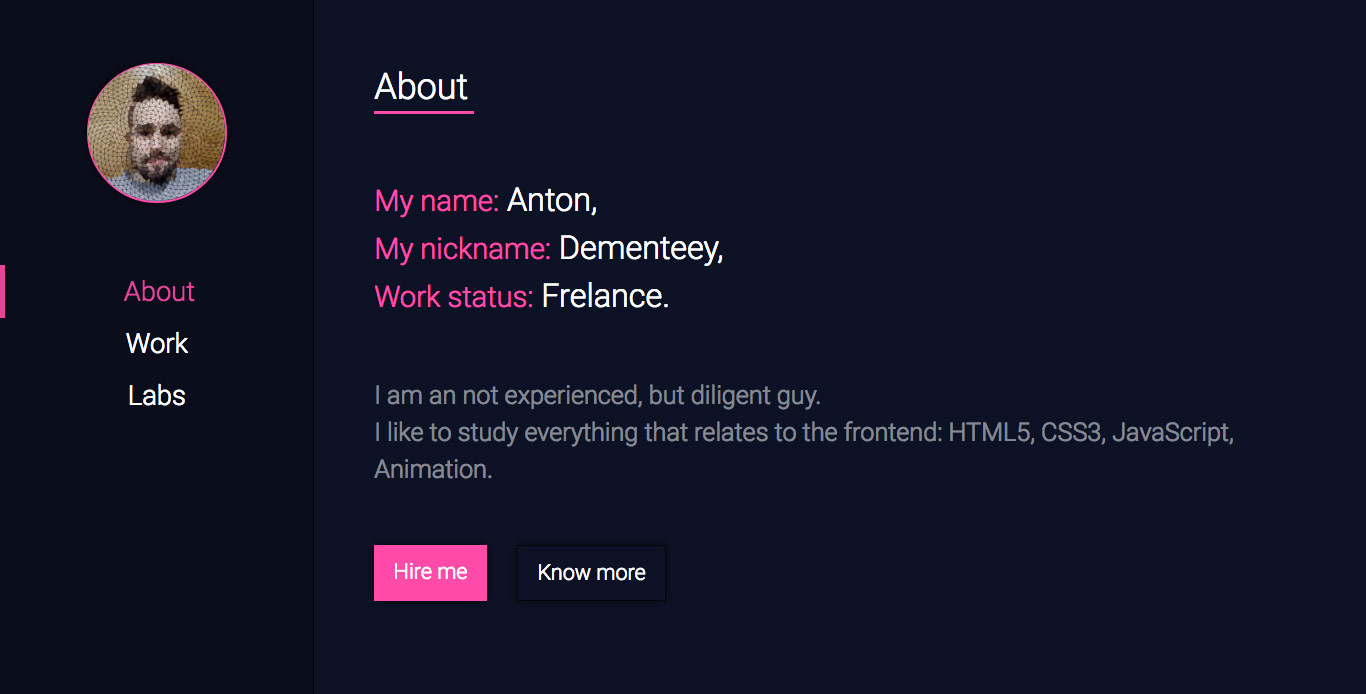 About
Work
Labs
About
My name: Anton,
My nickname: Dementeey,
Work status: Frelance.
I am an not experienced, but diligent guy.
I like to study everything that relates to the frontend: HTML5, CSS3, JavaScript,
Animation.
Hire me
Know more